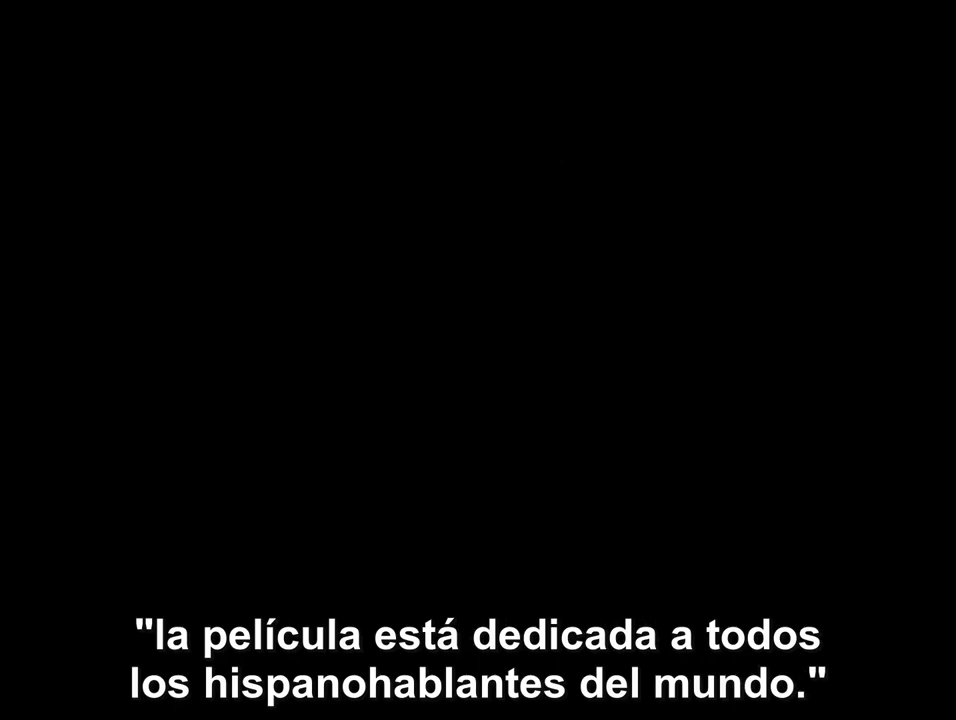 "la película está dedicada a todos
los hispanohablantes del mundo."